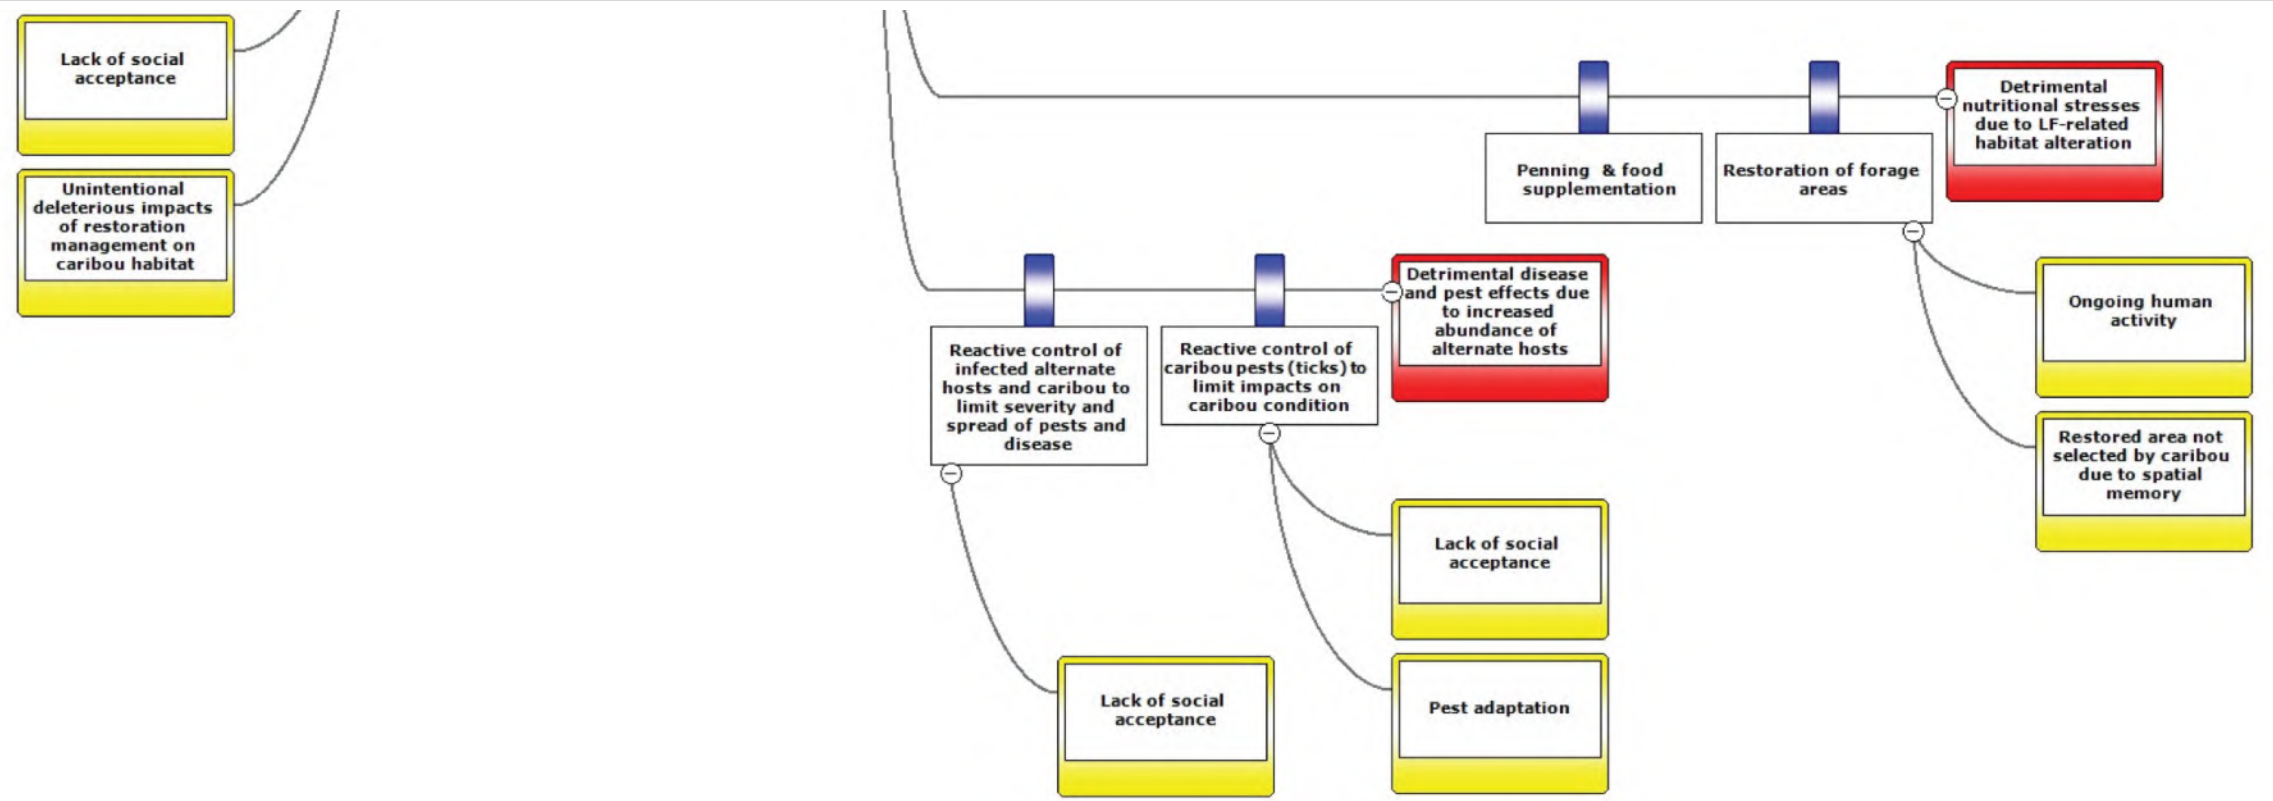 Lack of social
acceptance
Unintentional
deleterious impacts
of restoration
management on
caribou habitat
Detrimental
nutritional stresses
due to LF-related
habitat alteration
Penning & food
supplementation
Restoration of forage
areas
Ongoing human
activity
Restored area not
selected by caribou
due to spatial
memory
Detrimental disease
and pest effects due
to increased
abundance of
alternate hosts
Reactive control of
infected alternate
hosts and caribou to
limit severity and
spread of pests and
disease
Reactive control of
caribou pests (ticks) to
limit impacts on
caribou condition
Lack of social
acceptance
Pest adaptation
Lack of social
acceptance